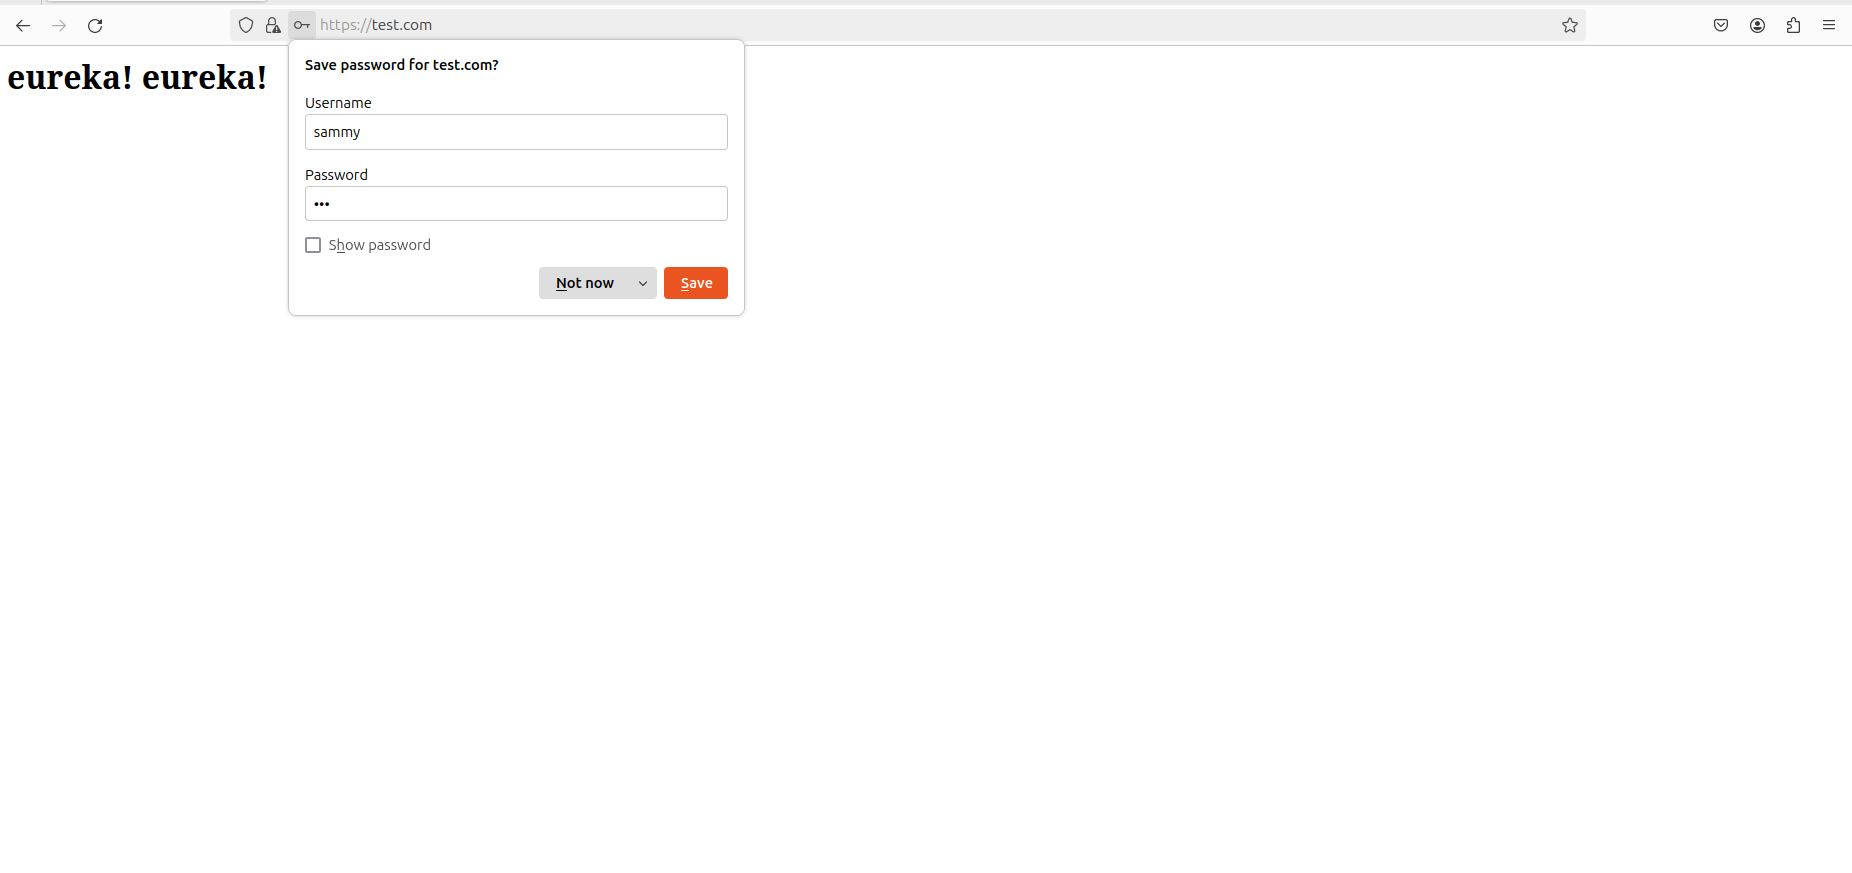 https://test.com
eureka! eureka!
Save password for test.com?
Username
sammy
Password
•••
Show password
Not now
Save